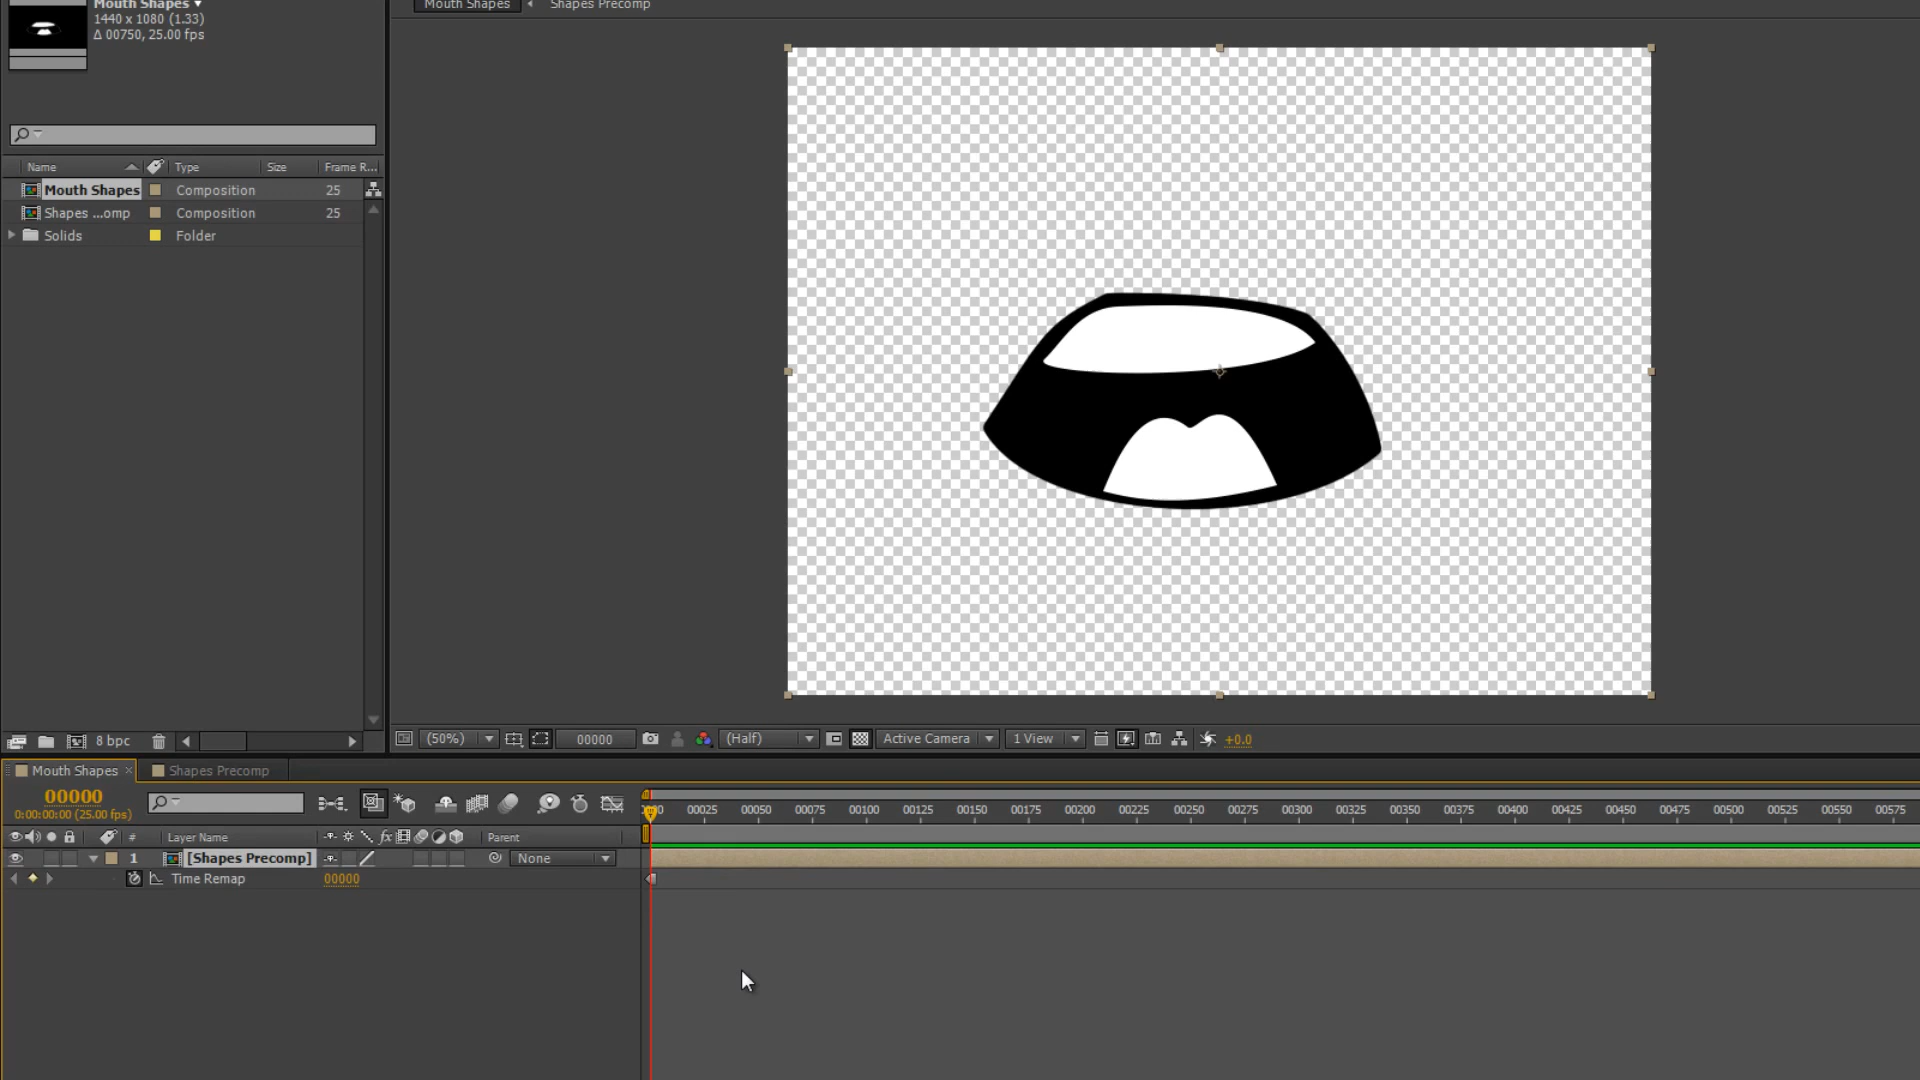 Mouth Shapes ▼
1440 x 1080 (1.33)
Δ 00750, 25.00 fps
Mouth Shapes
Shapes Precomp
Name
Type
Size
Frame R...
Mouth Shapes
Composition
25
Shapes ...omp
Composition
25
Solids
Folder
8 bpc
(50%)
00000
(Half)
Active Camera
1 View
+0.0
Mouth Shapes
Shapes Precomp
00000
0:00:00:00 (25.00 fps)
00025
00050
00075
00100
00125
00150
00175
00200
00225
00250
00275
00300
00325
00350
00375
00400
00425
00450
00475
00500
00525
00550
00575
#
Layer Name
fx
Parent
1
[Shapes Precomp]
None
Time Remap
00000